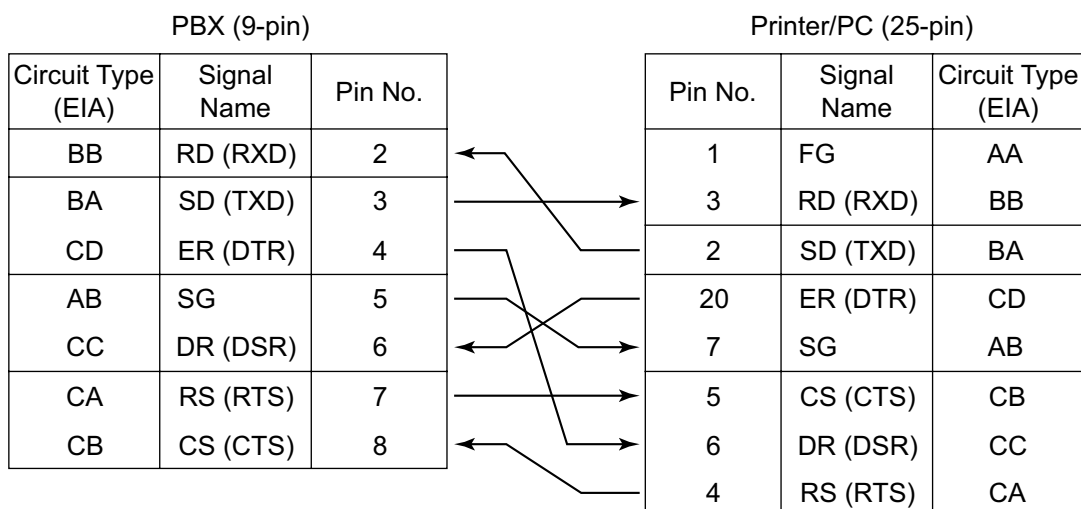 PBX (9-pin)
Circuit Type (EIA) Signal Name Pin No.
BB RD (RXD) 2
BA SD (TXD) 3
CD ER (DTR) 4
AB SG 5
CC DR (DSR) 6
CA RS (RTS) 7
CB CS (CTS) 8
Printer/PC (25-pin)
Pin No. Signal Name Circuit Type (EIA)
1 FG AA
3 RD (RXD) BB
2 SD (TXD) BA
20 ER (DTR) CD
7 SG AB
5 CS (CTS) CB
6 DR (DSR) CC
4 RS (RTS) CA